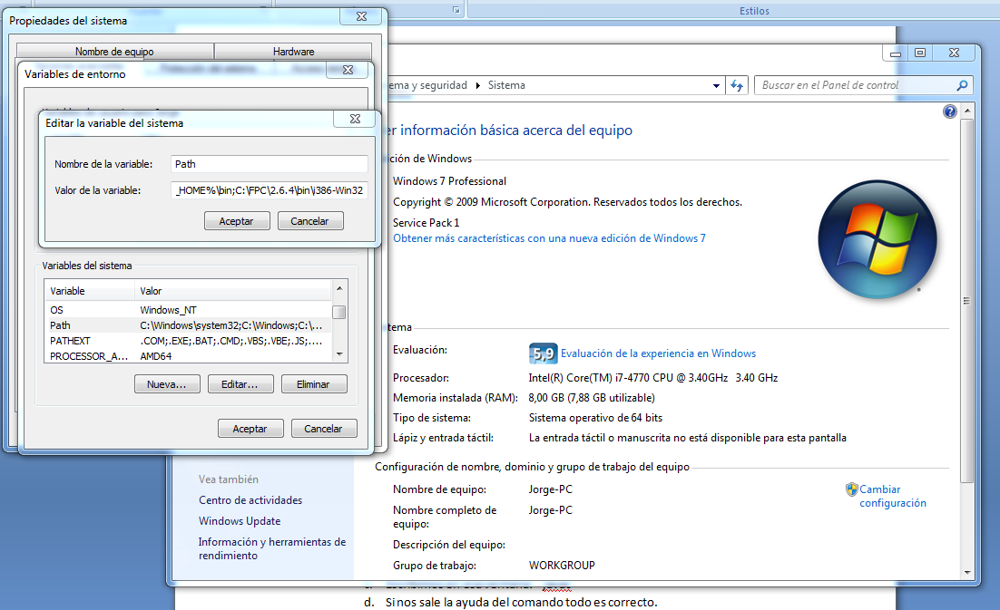 Estilos
Propiedades del sistema
Nombre de equipo
Hardware
Variables de entorno
Editar la variable del sistema
Nombre de la variable:
Path
Valor de la variable:
_HOME%\bin;C:\FPC\2.6.4\bin\i386-Win32
Aceptar
Cancelar
Variables del sistema
Variable Valor
OS Windows_NT
Path C:\Windows\system32;C:\Windows;C:\...
PATHEXT .COM;.EXE;.BAT;.CMD;.VBS;.VBE;.JS;....
PROCESSOR_A... AMD64
Nueva...
Editar...
Eliminar
Aceptar
Cancelar
ema y seguridad
Sistema
Buscar en el Panel de control
er información básica acerca del equipo
ción de Windows
Windows 7 Professional
Copyright © 2009 Microsoft Corporation. Reservados todos los derechos.
Service Pack 1
Obtener más características con una nueva edición de Windows 7
tema
Evaluación:
5,9
Evaluación de la experiencia en Windows
Procesador:
Intel(R) Core(TM) i7-4770 CPU @ 3.40GHz 3.40 GHz
Memoria instalada (RAM):
8,00 GB (7,88 GB utilizable)
Tipo de sistema:
Sistema operativo de 64 bits
Lápiz y entrada táctil:
La entrada táctil o manuscrita no está disponible para esta pantalla
Configuración de nombre, dominio y grupo de trabajo del equipo
Nombre de equipo:
Jorge-PC
Cambiar
configuración
Nombre completo de
equipo:
Jorge-PC
Descripción del equipo:
Grupo de trabajo:
WORKGROUP
Vea también
Centro de actividades
Windows Update
Información y herramientas de
rendimiento
d. Si nos sale la ayuda del comando todo es correcto.